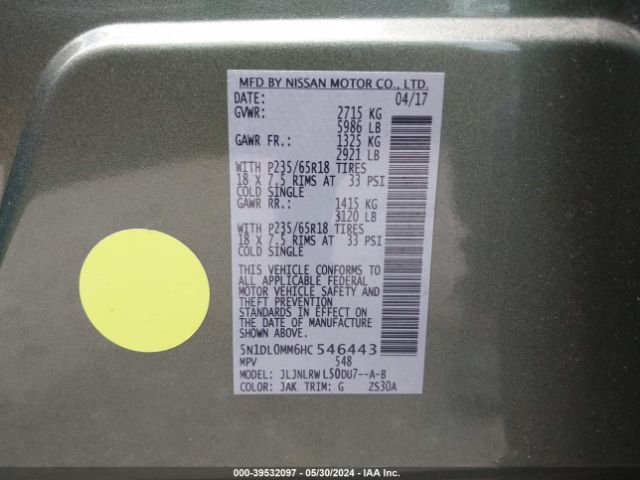 MFD BY NISSAN MOTOR CO., LTD.
DATE: 04/17
GVWR: 2715 KG
5986 LB
GAWR FR.: 1325 KG
2921 LB
WITH P235/65R18 TIRES
18 X 7.5 RIMS AT 33 PSI
COLD SINGLE
GAWR RR.: 1415 KG
3120 LB
WITH P235/65R18 TIRES
18 X 7.5 RIMS AT 33 PSI
COLD SINGLE
THIS VEHICLE CONFORMS TO
ALL APPLICABLE FEDERAL
MOTOR VEHICLE SAFETY AND
THEFT PREVENTION
STANDARDS IN EFFECT ON
THE DATE OF MANUFACTURE
5N1DL0MM6HC546443
MPV 548
MODEL: JLJNLRWL50DU7--A-B
COLOR: JAK TRIM: G ZS30A
000-39532097 - 05/30/2024 - IAA Inc.